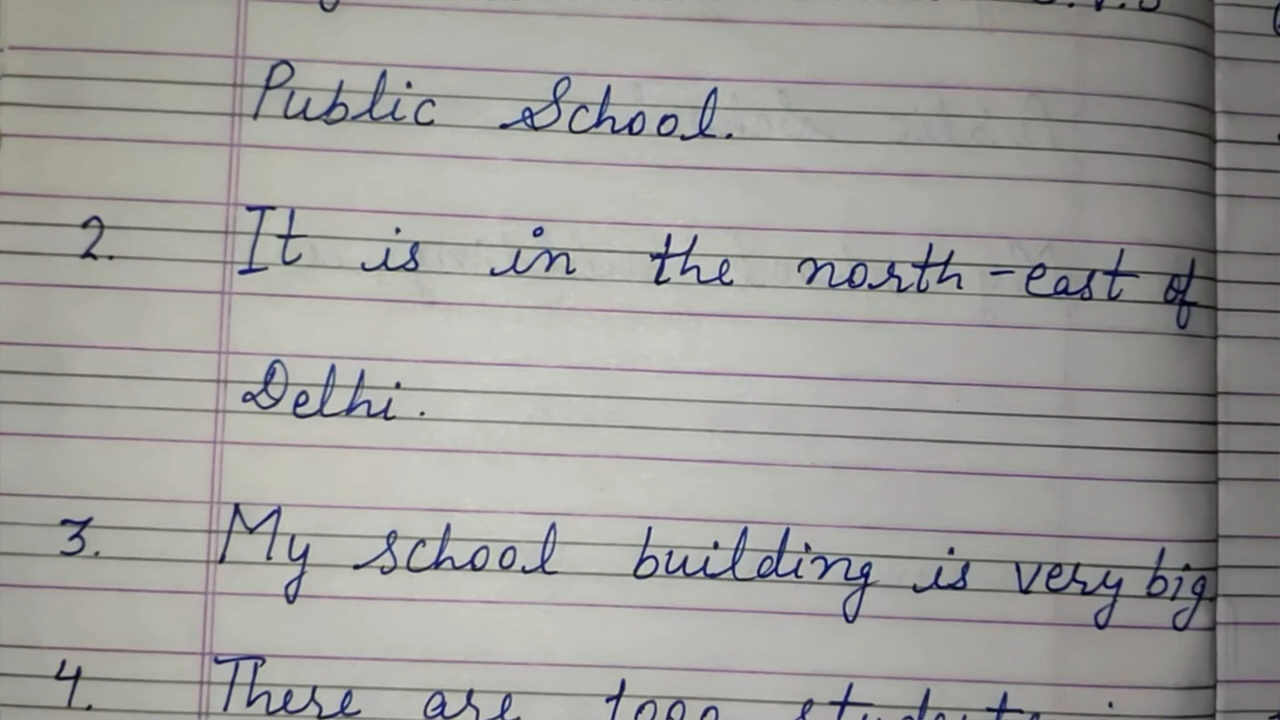 Public School.
2. It is in the north-east of
Delhi.
3. My school building is very big
4. There are 1000 students